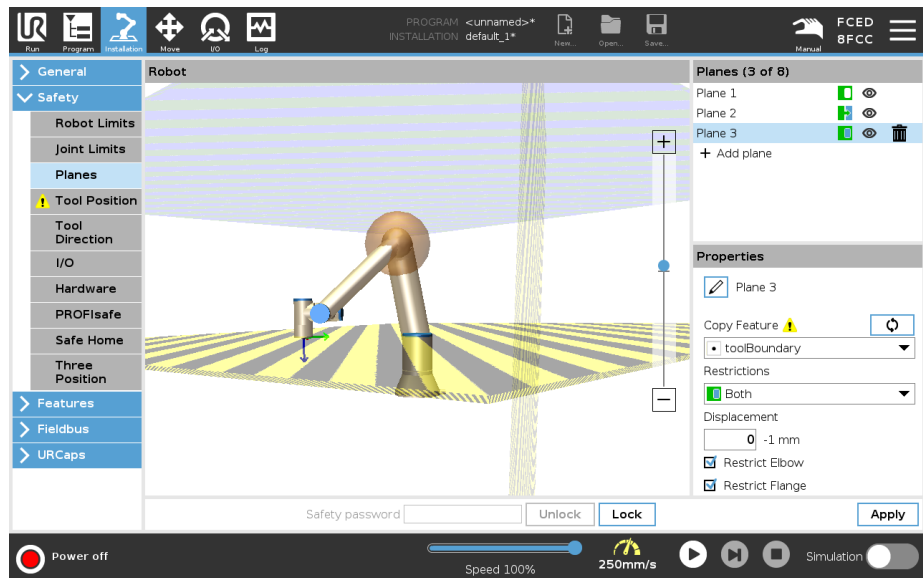 PROGRAM <unnamed>*
INSTALLATION default_1*
FCED
8FCC
Run Program Installation Move I/O Log New... Open... Save... Manual
General
Safety
Robot Limits
Joint Limits
Planes
Tool Position
Tool
Direction
I/O
Hardware
PROFIsafe
Safe Home
Three
Position
Features
Fieldbus
URCaps
Robot
Planes (3 of 8)
Plane 1
Plane 2
Plane 3
+ Add plane
Properties
Plane 3
Copy Feature
toolBoundary
Restrictions
Both
Displacement
0 -1 mm
Restrict Elbow
Restrict Flange
Safety password Unlock Lock Apply
Power off
Speed 100%
250mm/s
Simulation